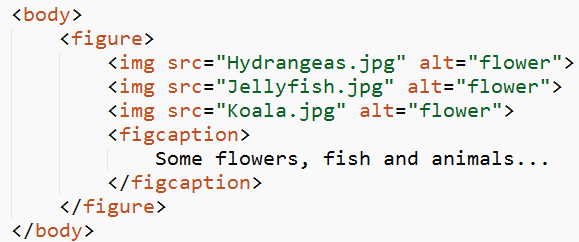 <body>
<figure>
<img src="Hydrangeas.jpg" alt="flower">
<img src="Jellyfish.jpg" alt="flower">
<img src="Koala.jpg" alt="flower">
<figcaption>
Some flowers, fish and animals...
</figcaption>
</figure>
</body>